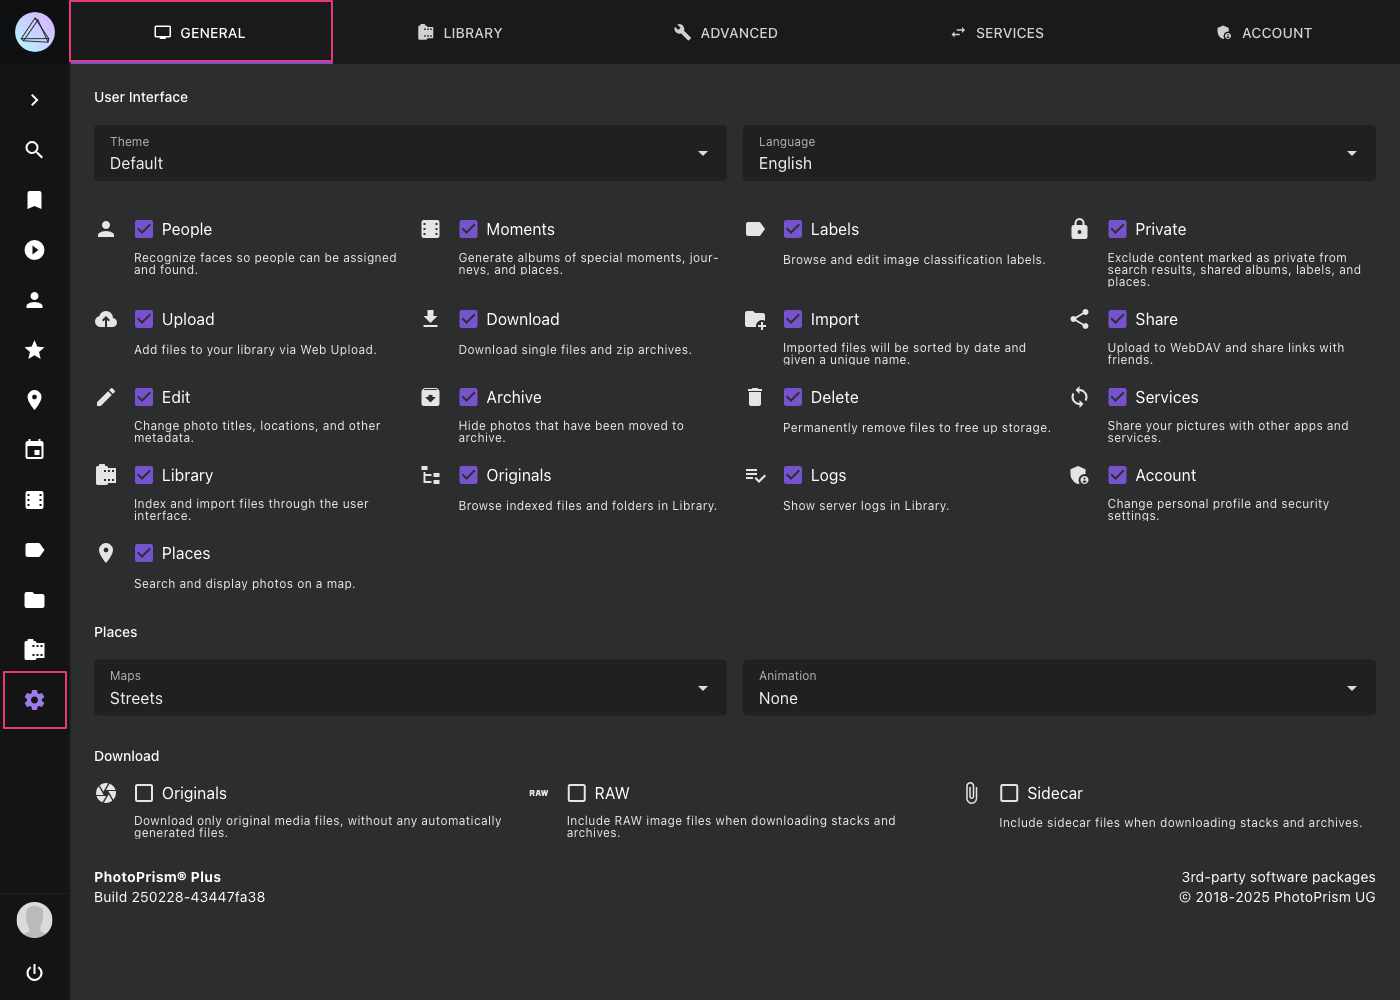 GENERAL
LIBRARY
ADVANCED
SERVICES
ACCOUNT
User Interface
Theme
Default
Language
English
People
Recognize faces so people can be assigned
and found.
Moments
Generate albums of special moments, jour-
neys, and places.
Labels
Browse and edit image classification labels.
Private
Exclude content marked as private from
search results, shared albums, labels, and
places.
Upload
Add files to your library via Web Upload.
Download
Download single files and zip archives.
Import
Imported files will be sorted by date and
given a unique name.
Share
Upload to WebDAV and share links with
friends.
Edit
Change photo titles, locations, and other
metadata.
Archive
Hide photos that have been moved to
archive.
Delete
Permanently remove files to free up storage.
Services
Share your pictures with other apps and
services.
Library
Index and import files through the user
interface.
Originals
Browse indexed files and folders in Library.
Logs
Show server logs in Library.
Account
Change personal profile and security
settings.
Places
Search and display photos on a map.
Places
Maps
Streets
Animation
None
Download
Originals
Download only original media files, without any automatically
generated files.
RAW
RAW
Include RAW image files when downloading stacks and
archives.
Sidecar
Include sidecar files when downloading stacks and archives.
PhotoPrism® Plus
Build 250228-43447fa38
3rd-party software packages
© 2018-2025 PhotoPrism UG